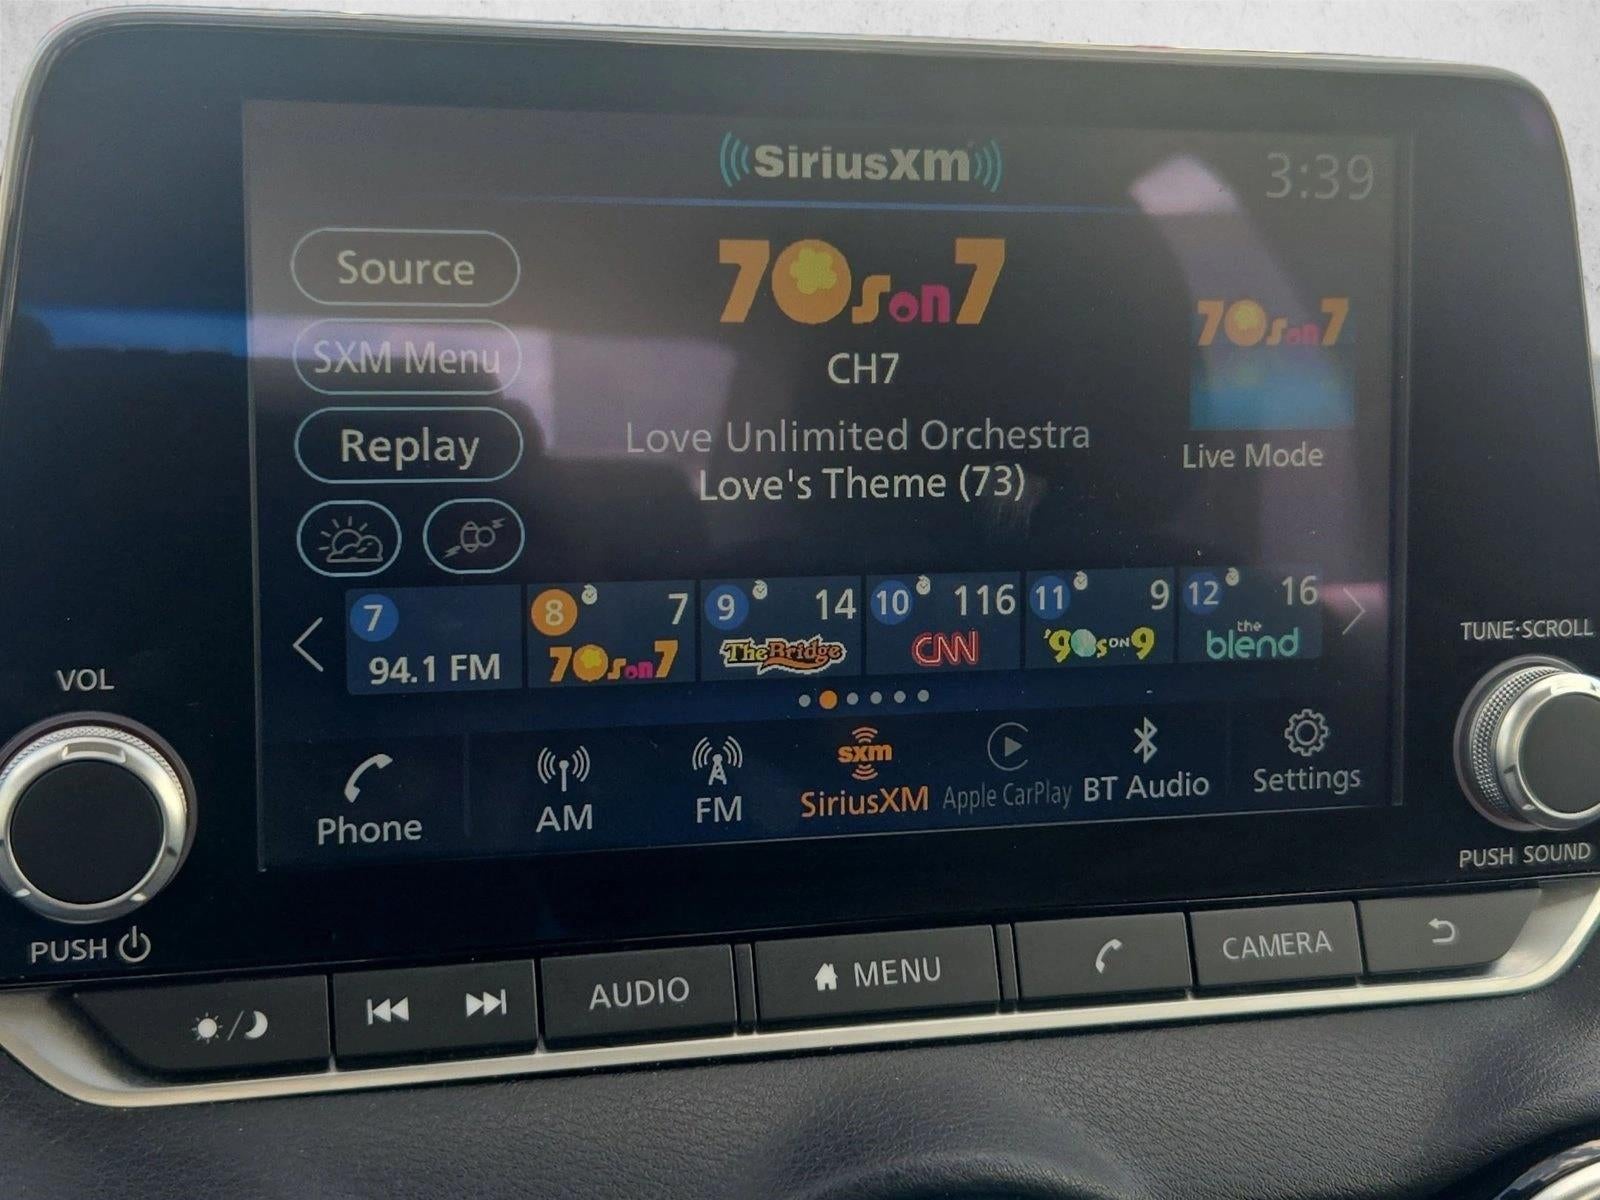 SiriusXm
3:39
Source
SXM Menu
Replay
70s on 7
CH7
Love Unlimited Orchestra
Love's Theme (73)
70s on 7
Live Mode
7
94.1 FM
8 7
70s on 7
9 14
The Bridge
10 116
CNN
11 9
'90s ON 9
12 16
the
blend
Phone
AM
FM
sxm
SiriusXM
Apple CarPlay
BT Audio
Settings
VOL
PUSH
TUNE·SCROLL
PUSH SOUND
AUDIO
MENU
CAMERA